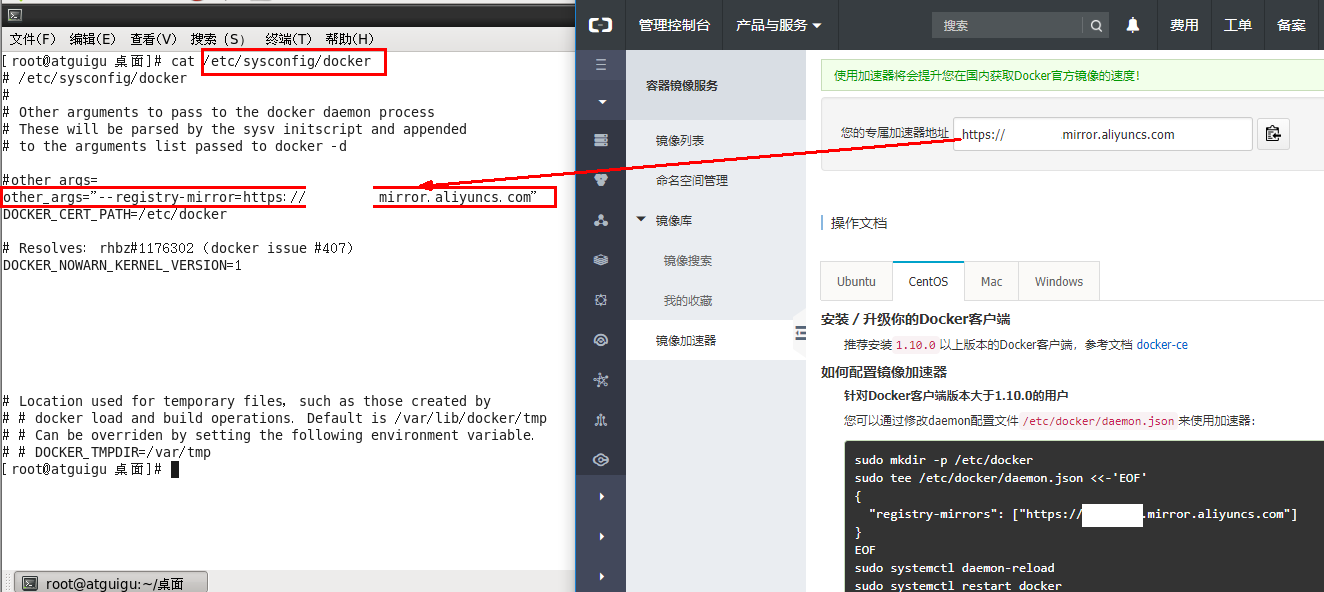 文件(F) 编辑(E) 查看(V) 搜索 (S) 终端(T) 帮助(H)
[root@atguigu 桌面]# cat /etc/sysconfig/docker
# /etc/sysconfig/docker
#
# Other arguments to pass to the docker daemon process
# These will be parsed by the sysv initscript and appended
# to the arguments list passed to docker -d
#other_args=
other_args="--registry-mirror=https://
mirror.aliyuncs.com"
DOCKER_CERT_PATH=/etc/docker
# Resolves: rhbz#1176302 (docker issue #407)
DOCKER_NOWARN_KERNEL_VERSION=1
# Location used for temporary files, such as those created by
# # docker load and build operations. Default is /var/lib/docker/tmp
# # Can be overriden by setting the following environment variable.
# # DOCKER_TMPDIR=/var/tmp
[root@atguigu 桌面]#
root@atguigu:~/桌面
管理控制台
产品与服务
搜索
费用
工单
备案
容器镜像服务
镜像列表
命名空间管理
镜像库
镜像搜索
我的收藏
镜像加速器
使用加速器将会提升您在国内获取Docker官方镜像的速度!
您的专属加速器地址
https://
mirror.aliyuncs.com
操作文档
Ubuntu
CentOS
Mac
Windows
安装 / 升级你的Docker客户端
推荐安装 1.10.0 以上版本的Docker客户端，参考文档 docker-ce
如何配置镜像加速器
针对Docker客户端版本大于1.10.0的用户
您可以通过修改daemon配置文件 /etc/docker/daemon.json 来使用加速器:
sudo mkdir -p /etc/docker
sudo tee /etc/docker/daemon.json <<-'EOF'
{
"registry-mirrors": ["https:// .mirror.aliyuncs.com"]
}
EOF
sudo systemctl daemon-reload
sudo systemctl restart docker